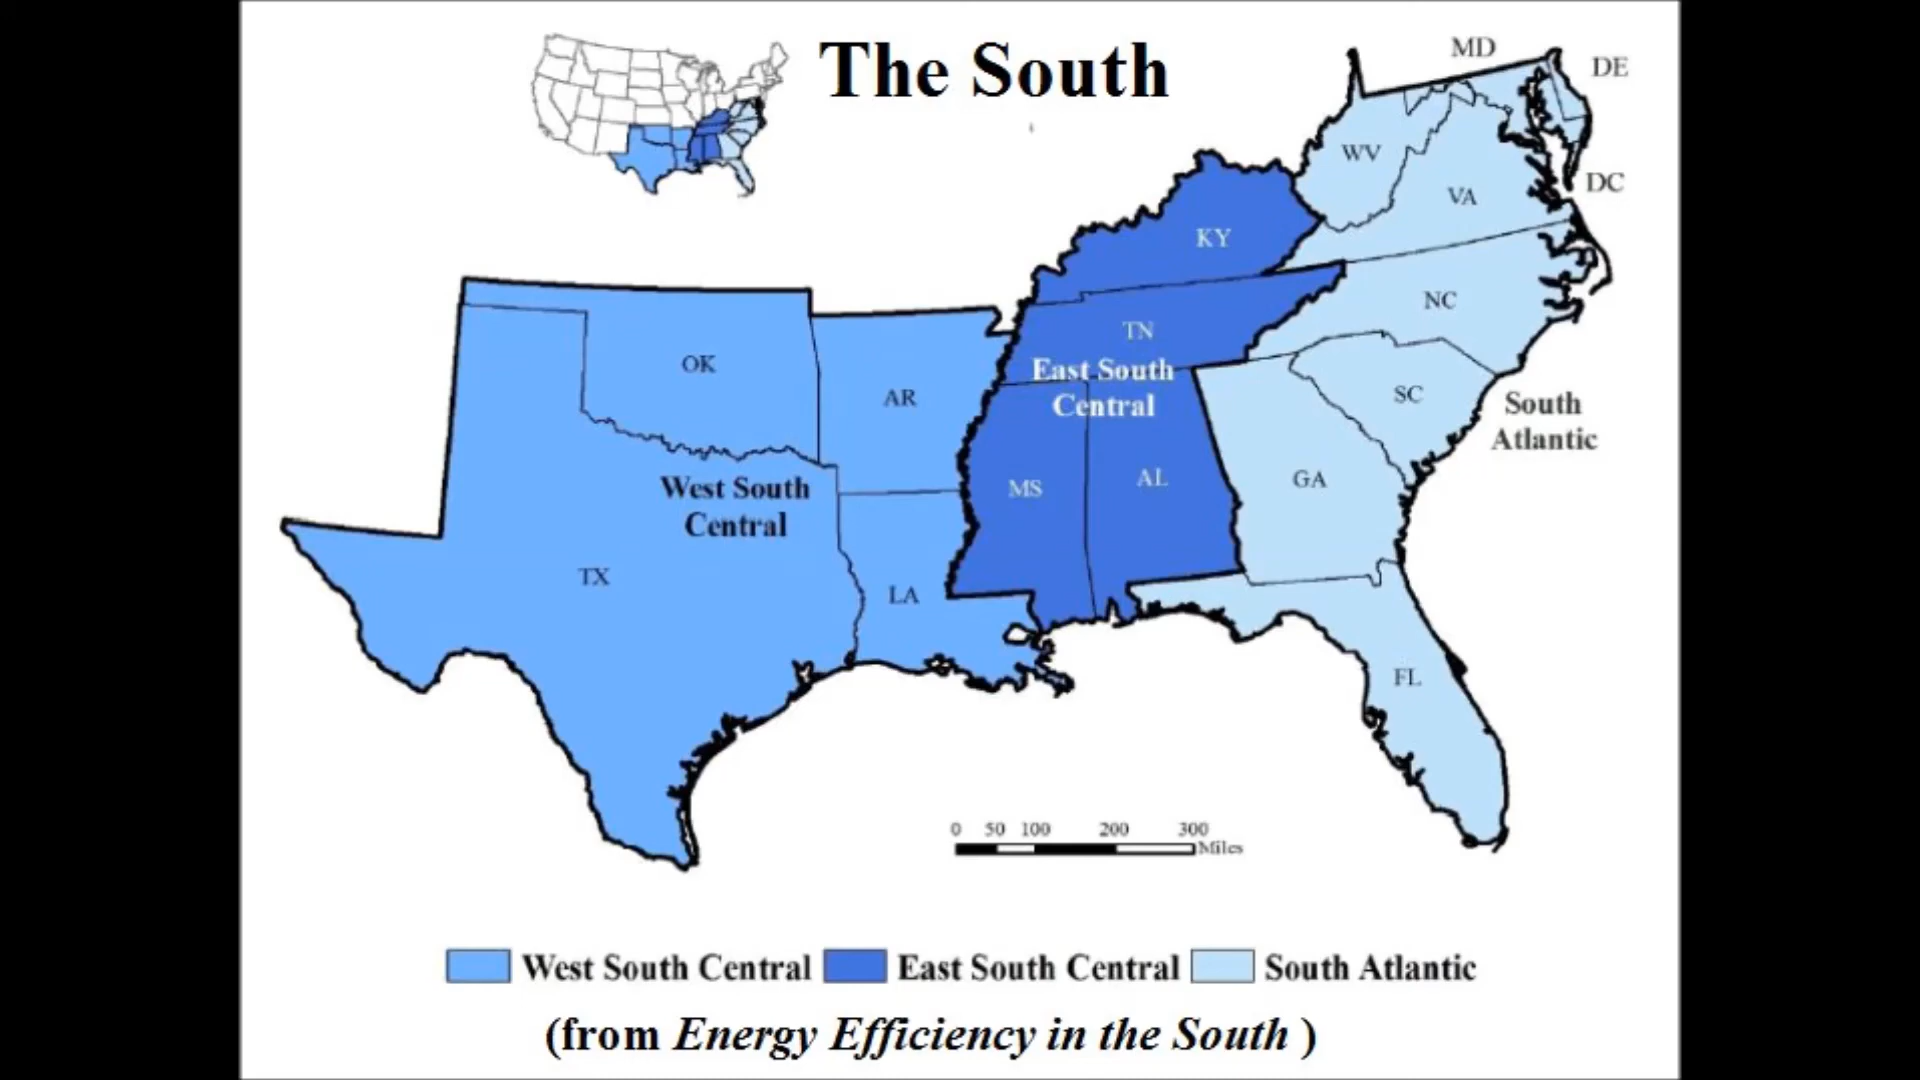 The South
MD
DE
WV
DC
VA
KY
NC
TN
OK
East South
Central
AR
SC
South
Atlantic
West South
Central
MS
AL
GA
TX
LA
FL
0 50 100 200 300
Miles
West South Central East South Central South Atlantic
(from Energy Efficiency in the South )